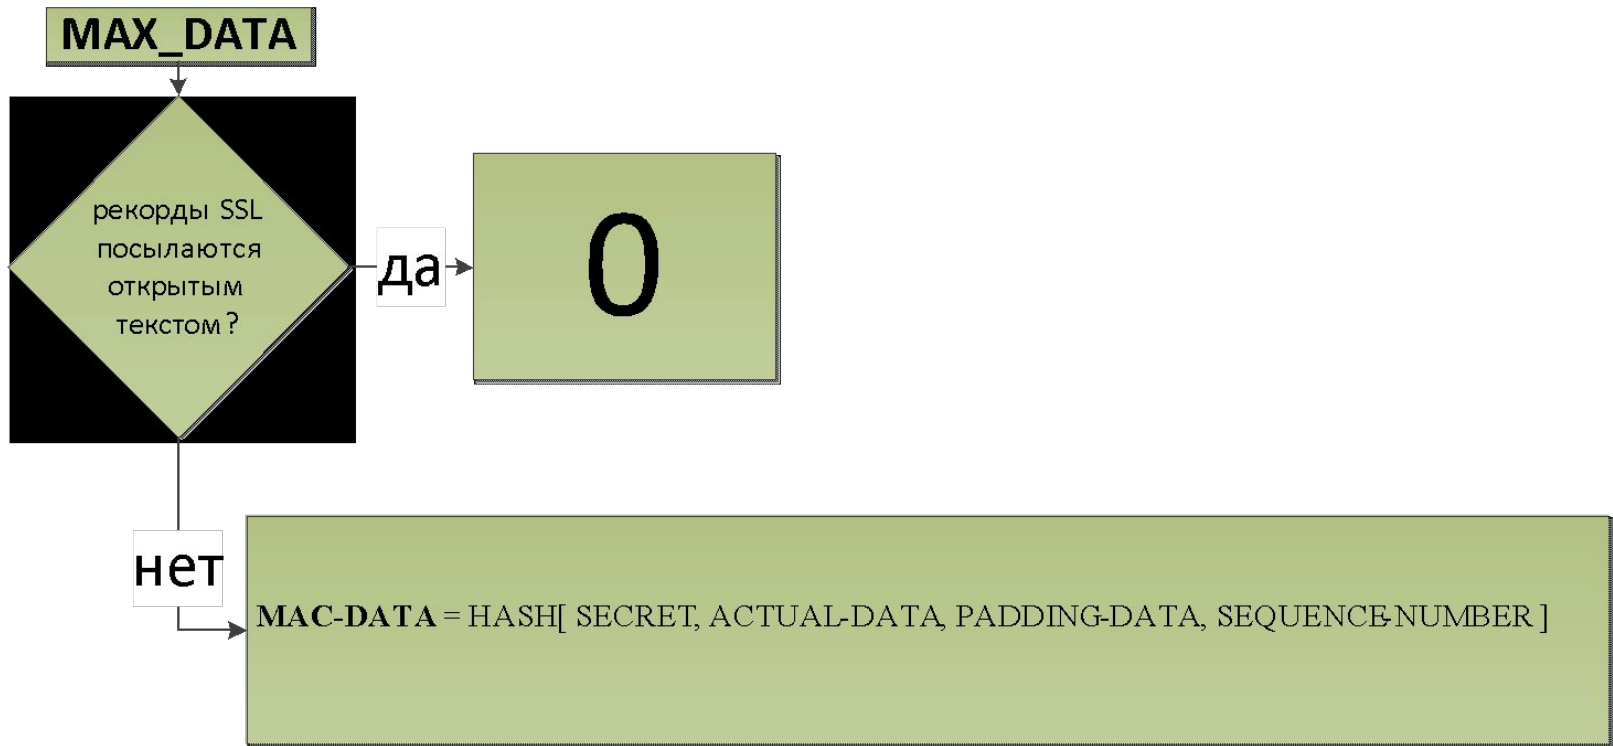 MAX_DATA
рекорды SSL
посылаются
открытым
текстом?
да
0
нет
MAC-DATA = HASH[ SECRET, ACTUAL-DATA, PADDING-DATA, SEQUENCE-NUMBER ]